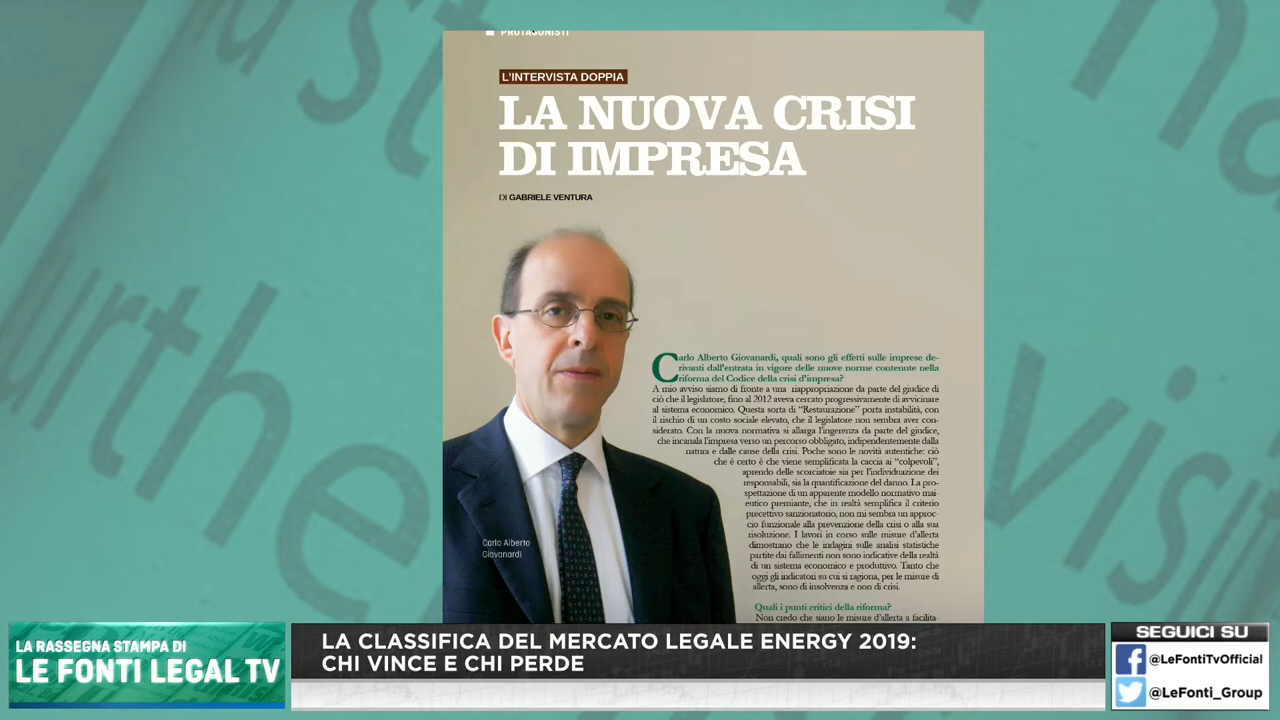 PROTAGONISTI
L'INTERVISTA DOPPIA
LA NUOVA CRISI
DI IMPRESA
DI GABRIELE VENTURA
Carlo Alberto Giovanardi, quali sono gli effetti sulle imprese de-
rivanti dall'entrata in vigore delle nuove norme contenute nella
riforma del Codice della crisi d'impresa?
A mio avviso siamo di fronte a una riappropriazione da parte del giudice di
ciò che il legislatore, fino al 2012 aveva cercato progressivamente di avvicinare
al sistema economico. Questa sorta di “Restaurazione” porta instabilità, con
il rischio di un costo sociale elevato, che il legislatore non sembra aver con-
siderato. Con la nuova normativa si allarga l'ingerenza da parte del giudice,
che incanala l'impresa verso un percorso obbligato, indipendentemente dalla
natura e dalle cause della crisi. Poche sono le novità autentiche: ciò
che è certo è che viene semplificata la caccia ai “colpevoli”,
aprendo delle scorciatoie sia per l'individuazione dei
responsabili, sia la quantificazione del danno. La pro-
spettazione di un apparente modello normativo mai-
eutico premiante, che in realtà semplifica il criterio
precettivo sanzionatorio, non mi sembra un approc-
cio funzionale alla prevenzione della crisi o alla sua
risoluzione. I lavori in corso sulle misure d'allerta
dimostrano che le indagini sulle analisi statistiche
partite dai fallimenti non sono indicative della realtà
di un sistema economico e produttivo. Tanto che
oggi gli indicatori su cui si ragiona, per le misure di
allerta, sono di insolvenza e non di crisi.
Carlo Alberto
Giovanardi
Quali i punti critici della riforma?
Non credo che siano le misure d'allerta a facilita-
LA RASSEGNA STAMPA DI
LE FONTI LEGAL TV
LA CLASSIFICA DEL MERCATO LEGALE ENERGY 2019:
CHI VINCE E CHI PERDE
SEGUICI SU
@LeFontiTvOfficial
@LeFonti_Group